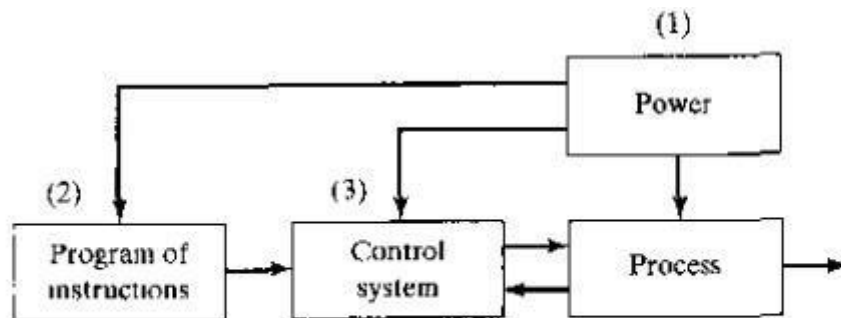 (1)
Power
(2)
(3)
Program of
instructions
Control
system
Process